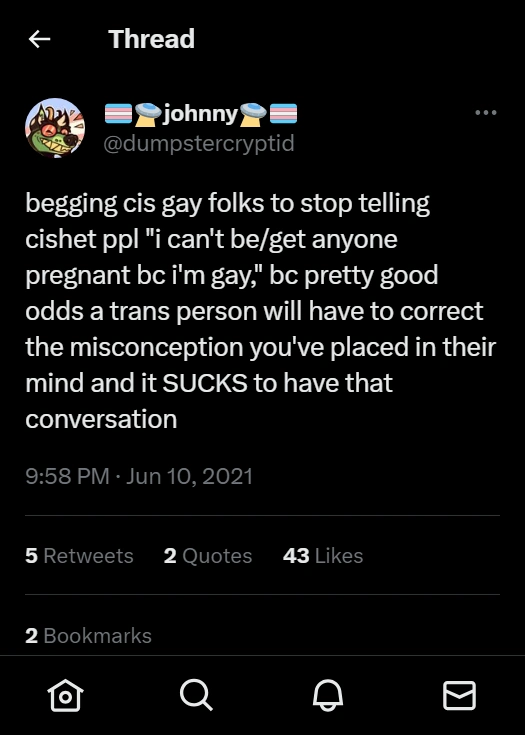 Thread
johnny
@dumpstercryptid
begging cis gay folks to stop telling
cishet ppl "i can't be/get anyone
pregnant bc i'm gay," bc pretty good
odds a trans person will have to correct
the misconception you've placed in their
mind and it SUCKS to have that
conversation
9:58 PM · Jun 10, 2021
5 Retweets 2 Quotes 43 Likes
2 Bookmarks